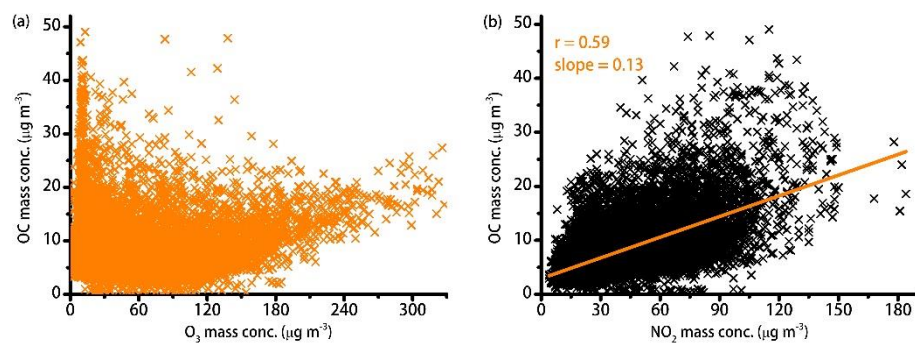 (a)
50
40
30
20
10
0
OC mass conc. (μg m⁻³)
0 60 120 180 240 300
O₃ mass conc. (μg m⁻³)
(b)
r = 0.59
slope = 0.13
50
40
30
20
10
0
OC mass conc. (μg m⁻³)
0 30 60 90 120 150 180
NO₂ mass conc. (μg m⁻³)